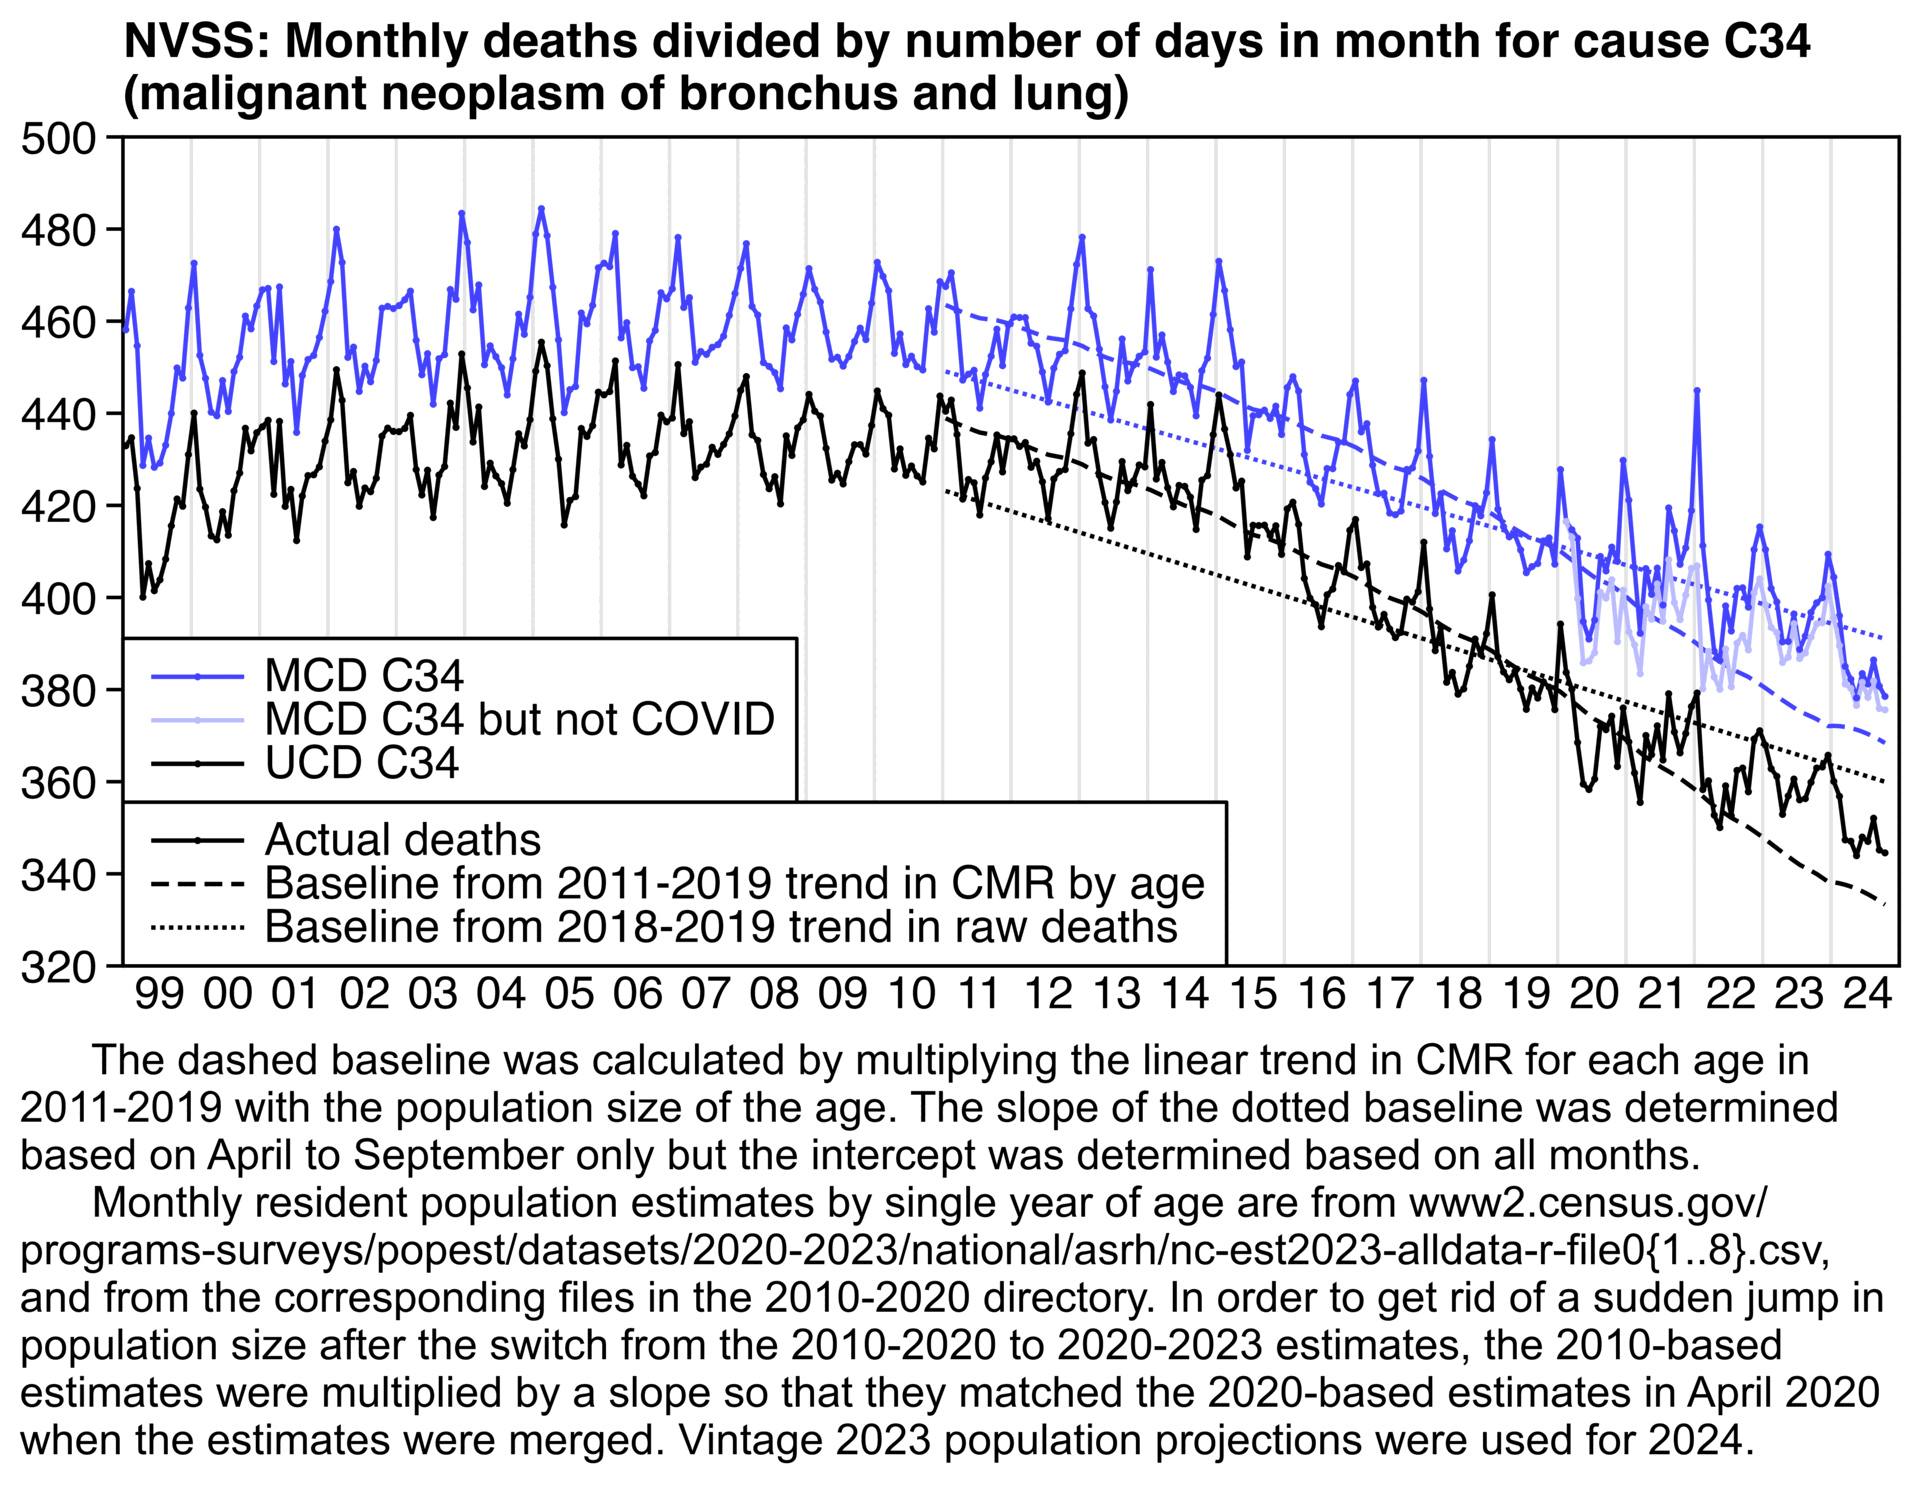 NVSS: Monthly deaths divided by number of days in month for cause C34
(malignant neoplasm of bronchus and lung)
500
480
460
440
420
400
380
360
340
320
MCD C34
MCD C34 but not COVID
UCD C34
Actual deaths
Baseline from 2011-2019 trend in CMR by age
Baseline from 2018-2019 trend in raw deaths
99 00 01 02 03 04 05 06 07 08 09 10 11 12 13 14 15 16 17 18 19 20 21 22 23 24
The dashed baseline was calculated by multiplying the linear trend in CMR for each age in
2011-2019 with the population size of the age. The slope of the dotted baseline was determined
based on April to September only but the intercept was determined based on all months.
Monthly resident population estimates by single year of age are from www2.census.gov/
programs-surveys/popest/datasets/2020-2023/national/asrh/nc-est2023-alldata-r-file0{1..8}.csv,
and from the corresponding files in the 2010-2020 directory. In order to get rid of a sudden jump in
population size after the switch from the 2010-2020 to 2020-2023 estimates, the 2010-based
estimates were multiplied by a slope so that they matched the 2020-based estimates in April 2020
when the estimates were merged. Vintage 2023 population projections were used for 2024.